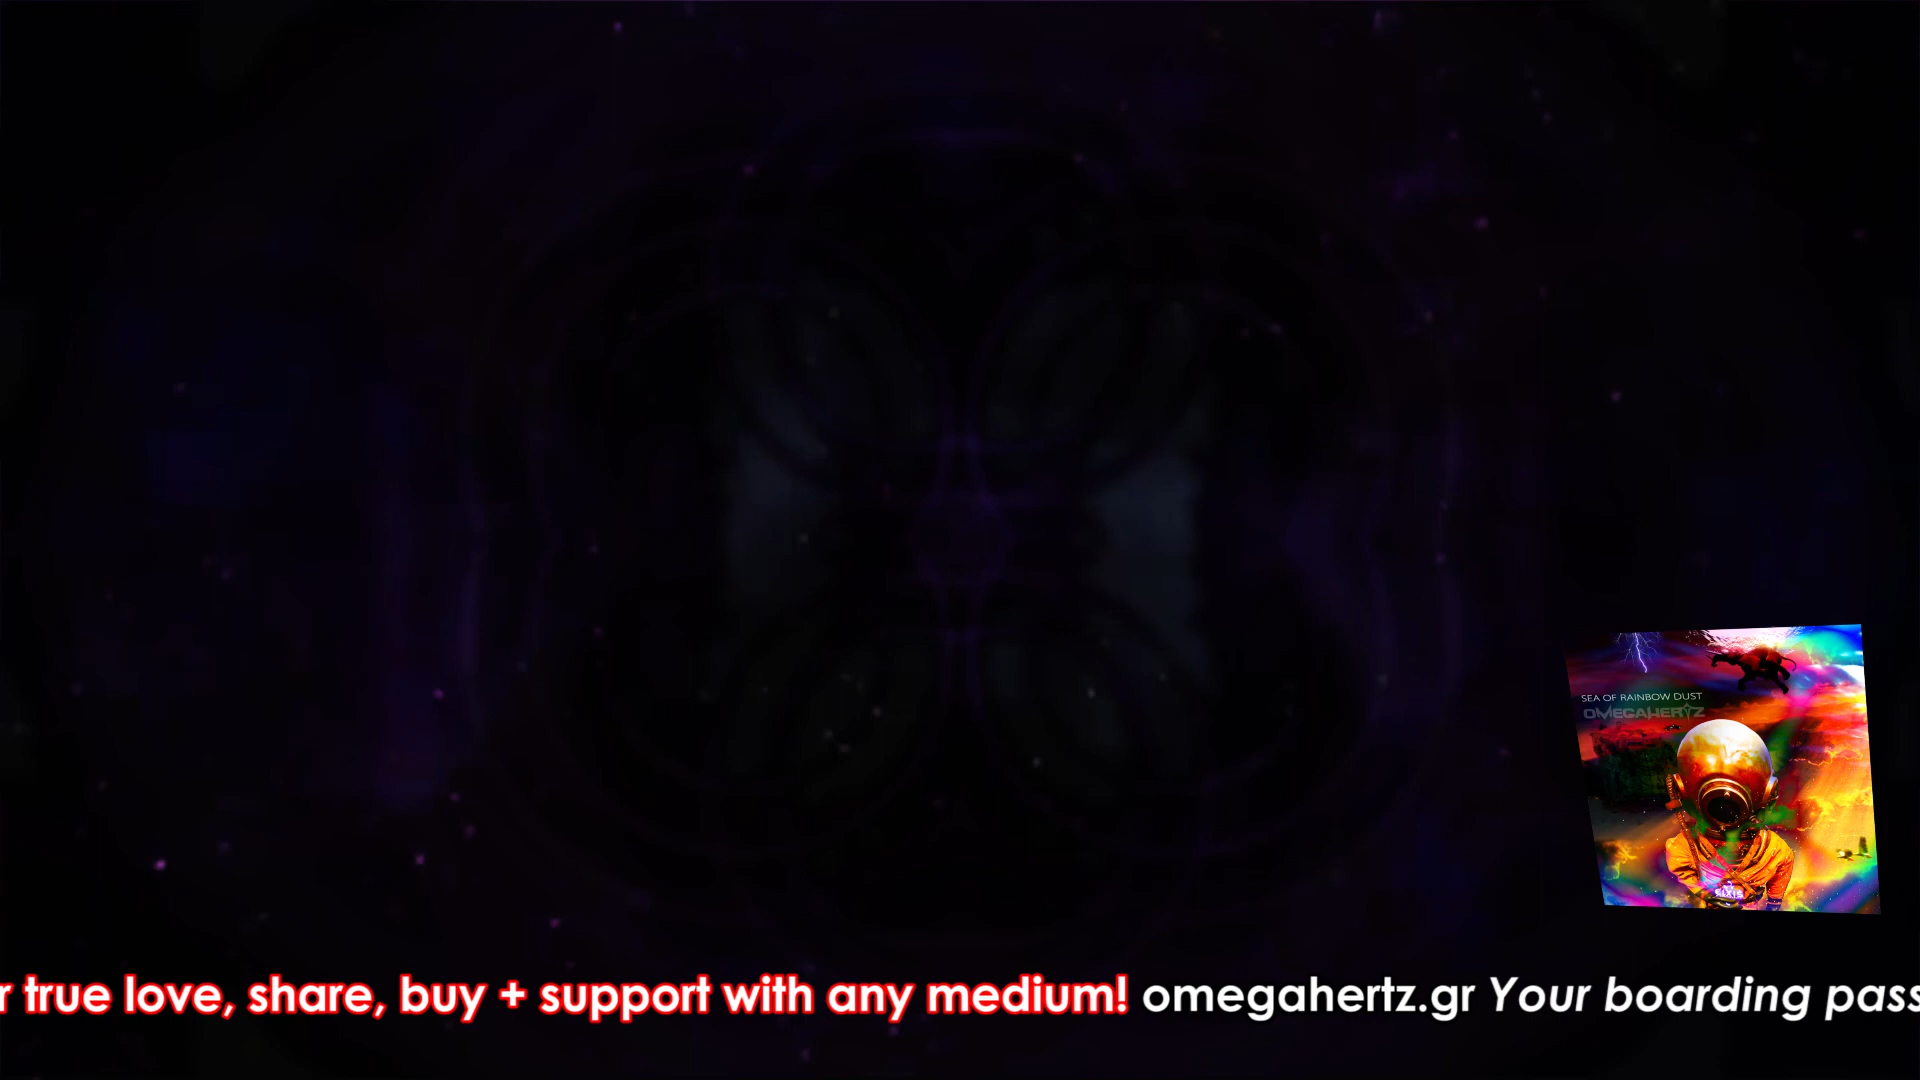 SEA OF RAINBOW DUST
OMEGAHERTZ
r true love, share, buy + support with any medium! omegahertz.gr Your boarding pass